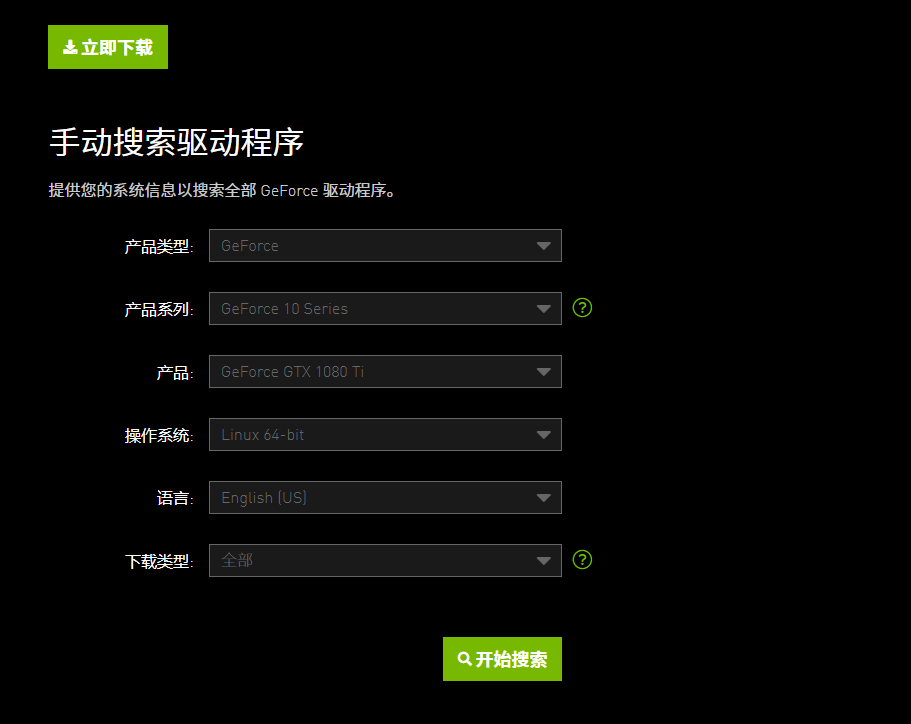 立即下载
手动搜索驱动程序
提供您的系统信息以搜索全部 GeForce 驱动程序。
产品类型: GeForce
产品系列: GeForce 10 Series ?
产品: GeForce GTX 1080 Ti
操作系统: Linux 64-bit
语言: English (US)
下载类型: 全部 ?
开始搜索